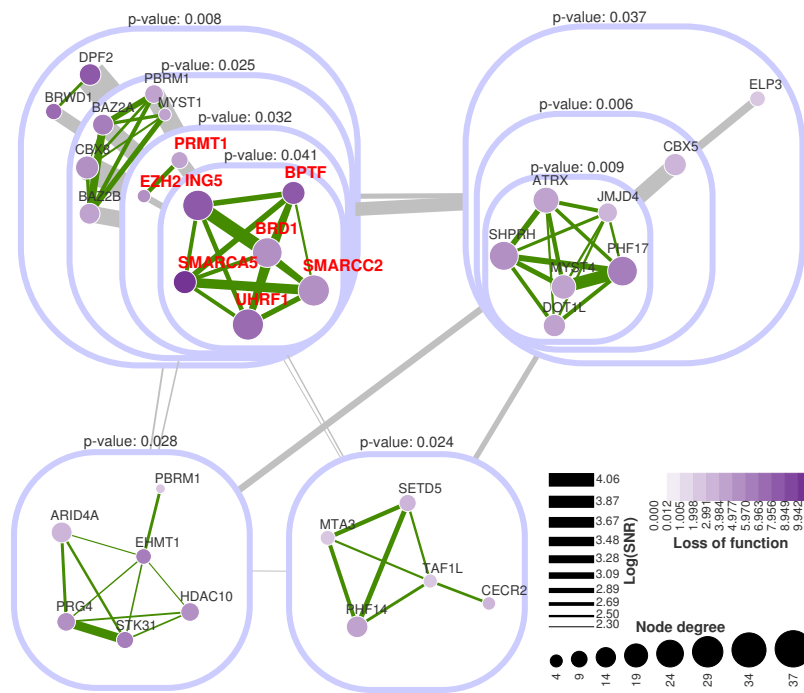 p-value: 0.008
p-value: 0.037
DPF2
p-value: 0.025
PBRM1
BRWD1
BAZ2A
MYST1
ELP3
p-value: 0.032
p-value: 0.006
PRMT1
CBX8
CBX5
p-value: 0.041
p-value: 0.009
EZH2
ING5
BPTF
ATRX
JMJD4
BAZ2B
BRD1
SHPRH
PHF17
SMARCA5
SMARCC2
MYST4
UHRF1
DOT1L
p-value: 0.028
p-value: 0.024
PBRM1
SETD5
ARID4A
MTA3
EHMT1
TAF1L
CECR2
PRG4
HDAC10
PHF14
STK31
4.06
3.87
3.67
3.48
3.28
3.09
2.89
2.69
2.50
2.30
Log(SNR)
0.000
0.012
1.005
1.998
2.991
3.984
4.977
5.970
6.963
7.956
8.949
9.942
Loss of function
Node degree
4
9
14
19
24
29
34
37